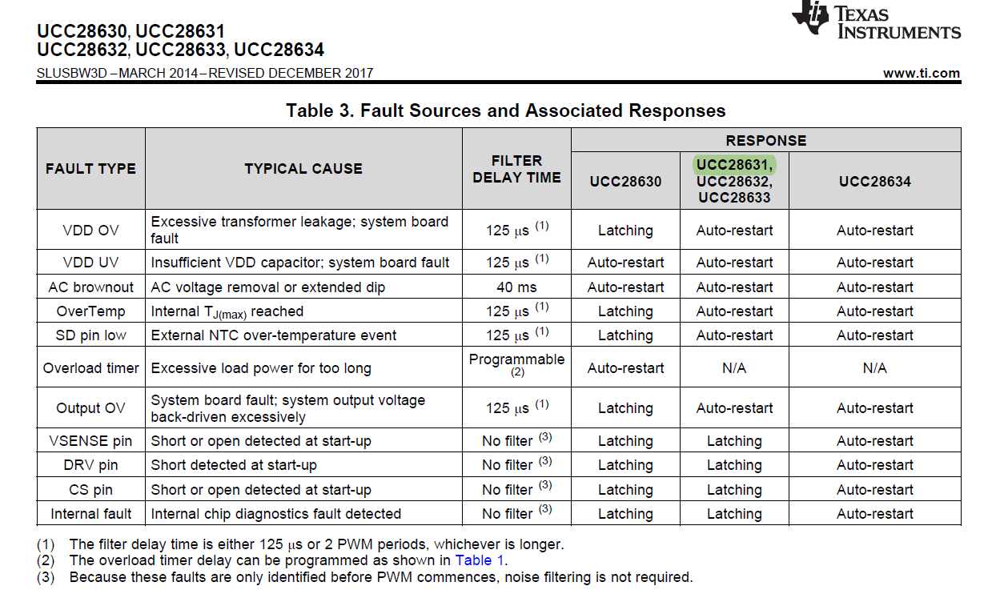 TEXAS
INSTRUMENTS
UCC28630, UCC28631
UCC28632, UCC28633, UCC28634
SLUSBW3D –MARCH 2014–REVISED DECEMBER 2017
www.ti.com
Table 3. Fault Sources and Associated Responses
FAULT TYPE TYPICAL CAUSE FILTER DELAY TIME RESPONSE
UCC28630 UCC28631, UCC28632, UCC28633 UCC28634
VDD OV Excessive transformer leakage; system board fault 125 μs (1) Latching Auto-restart Auto-restart
VDD UV Insufficient VDD capacitor; system board fault 125 μs (1) Auto-restart Auto-restart Auto-restart
AC brownout AC voltage removal or extended dip 40 ms Auto-restart Auto-restart Auto-restart
OverTemp Internal TJ(max) reached 125 μs (1) Latching Auto-restart Auto-restart
SD pin low External NTC over-temperature event 125 μs (1) Latching Auto-restart Auto-restart
Overload timer Excessive load power for too long Programmable (2) Auto-restart N/A N/A
Output OV System board fault; system output voltage back-driven excessively 125 μs (1) Latching Auto-restart Auto-restart
VSENSE pin Short or open detected at start-up No filter (3) Latching Latching Auto-restart
DRV pin Short detected at start-up No filter (3) Latching Latching Auto-restart
CS pin Short or open detected at start-up No filter (3) Latching Latching Auto-restart
Internal fault Internal chip diagnostics fault detected No filter (3) Latching Latching Auto-restart
(1) The filter delay time is either 125 μs or 2 PWM periods, whichever is longer.
(2) The overload timer delay can be programmed as shown in Table 1.
(3) Because these faults are only identified before PWM commences, noise filtering is not required.